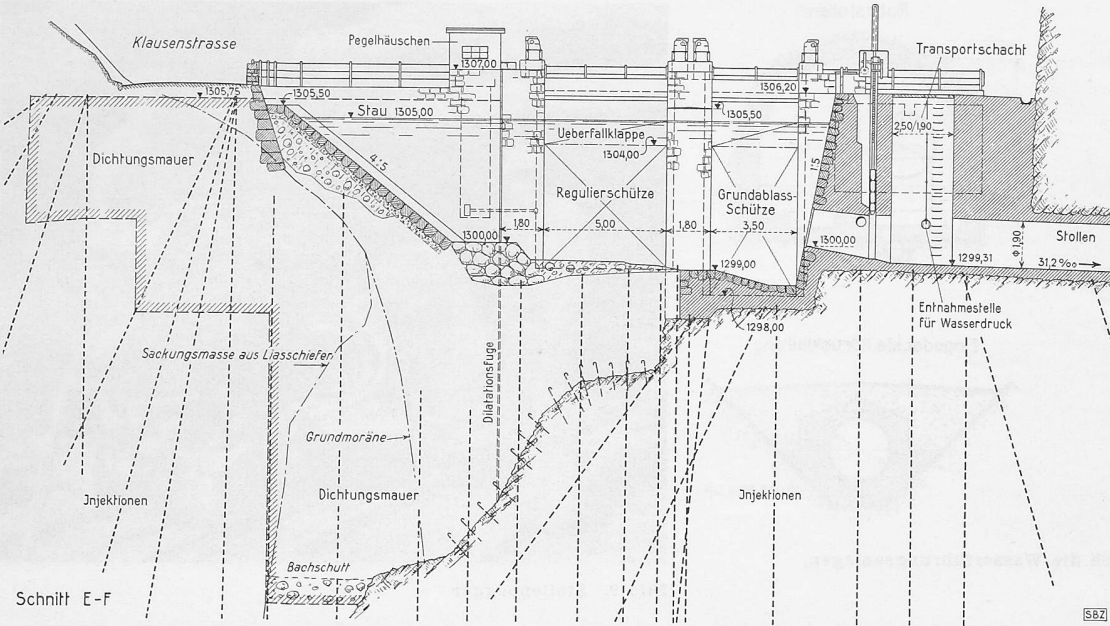 Klausenstrasse
Pegelhäuschen
1307,00
Transportschacht
1305,75
1305,50
Stau 1305,00
1306,20
1305,50
2,50/1,90
Dichtungsmauer
4:5
Ueberfallklappe
1304,00
1:5
Regulierschütze
Grundablass-
Schütze
1300,00
1,80
5,00
1,80
3,50
1300,00
Φ 1,90
Stollen
1299,00
1299,31
31,2 ‰
1298,00
Entnahmestelle
für Wasserdruck
Sackungsmasse aus Liasschiefer
Dilatationsfuge
Grundmoräne
Injektionen
Dichtungsmauer
Injektionen
Bachschutt
Schnitt E-F
SBZ